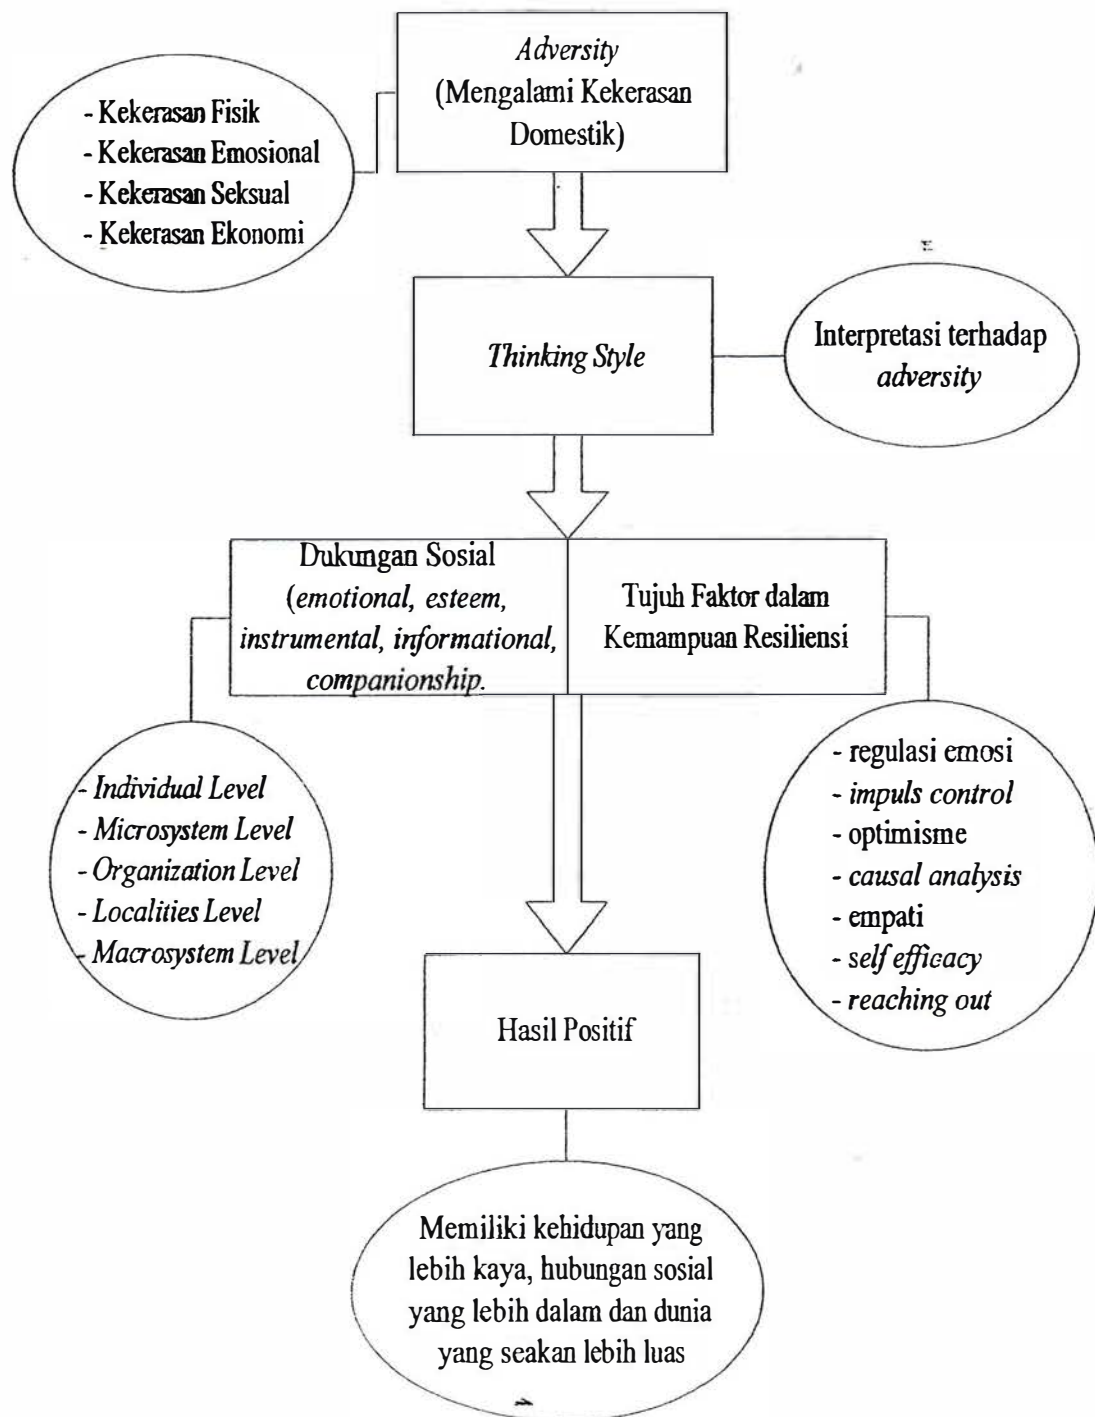 Adversity
(Mengalami Kekerasan
Domestik)
- Kekerasan Fisik
- Kekerasan Emosional
- Kekerasan Seksual
- Kekerasan Ekonomi
Thinking Style
Interpretasi terhadap
adversity
Dukungan Sosial
(emotional, esteem,
instrumental, informational,
companionship.
Tujuh Faktor dalam
Kemampuan Resiliensi
- Individual Level
- Microsystem Level
- Organization Level
- Localities Level
- Macrosystem Level
- regulasi emosi
- impuls control
- optimisme
- causal analysis
- empati
- self efficacy
- reaching out
Hasil Positif
Memiliki kehidupan yang
lebih kaya, hubungan sosial
yang lebih dalam dan dunia
yang seakan lebih luas